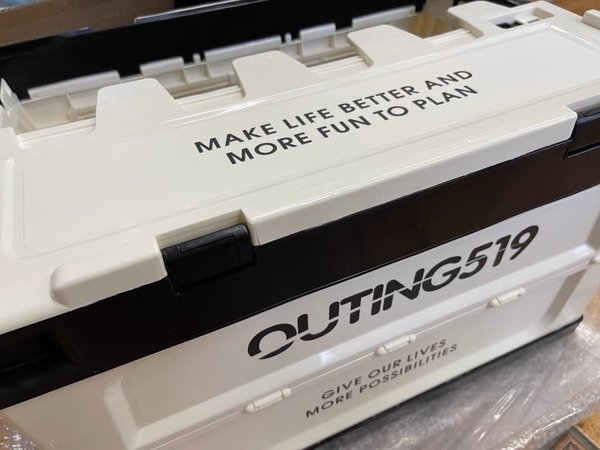 MAKE LIFE BETTER AND
MORE FUN TO PLAN
OUTING519
GIVE OUR LIVES
MORE POSSIBILITIES